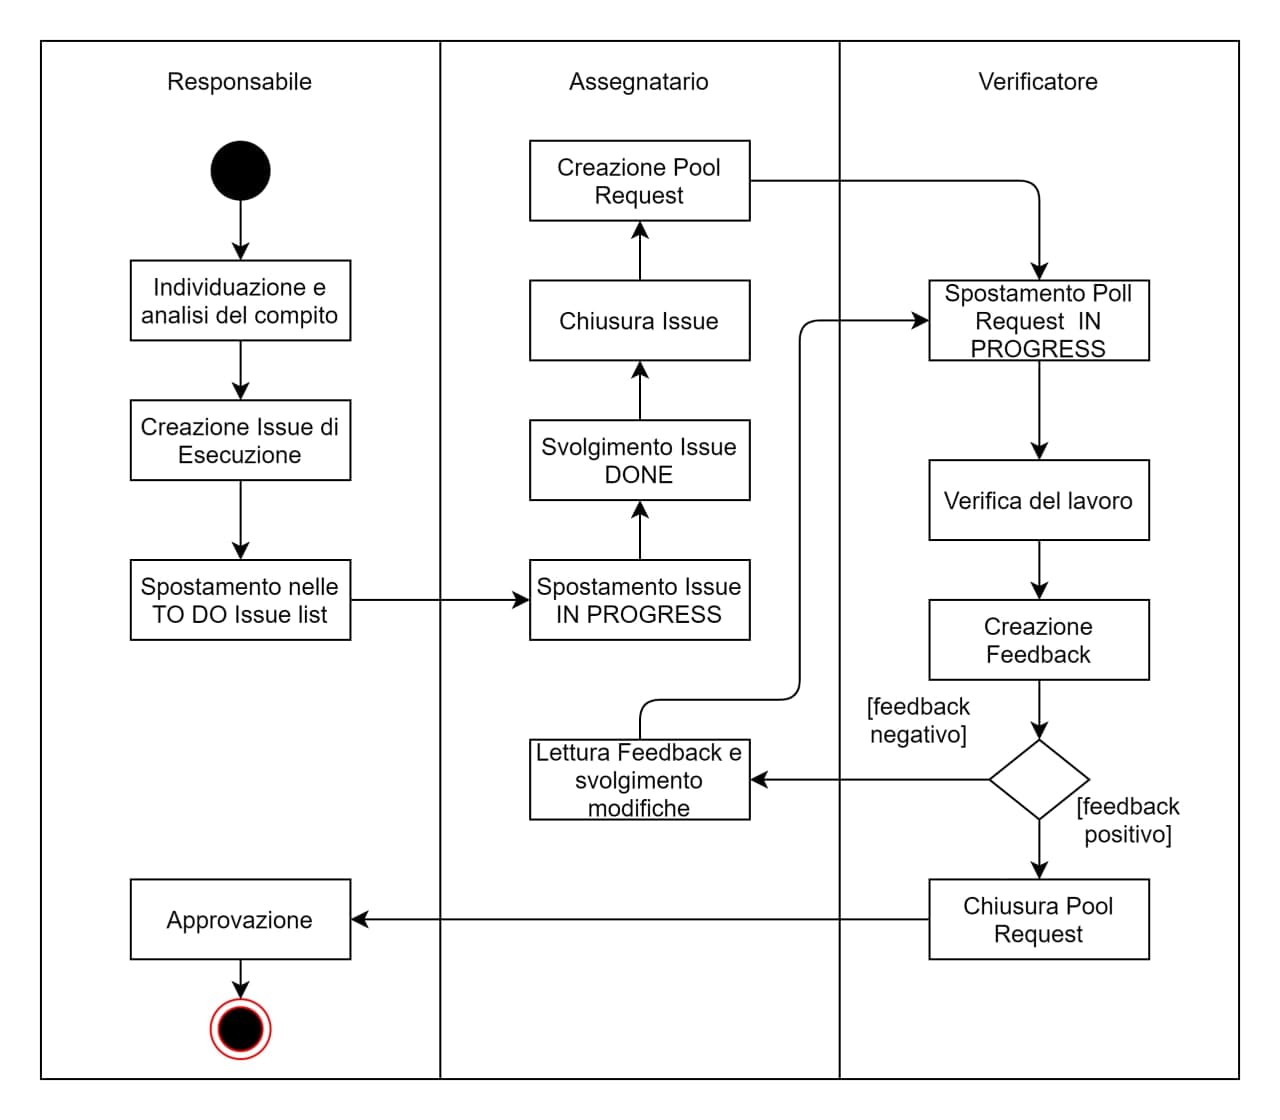 Responsabile
Assegnatario
Verificatore
Individuazione e
analisi del compito
Creazione Issue di
Esecuzione
Spostamento nelle
TO DO Issue list
Approvazione
Creazione Pool
Request
Chiusura Issue
Svolgimento Issue
DONE
Spostamento Issue
IN PROGRESS
Lettura Feedback e
svolgimento
modifiche
Spostamento Poll
Request  IN
PROGRESS
Verifica del lavoro
Creazione
Feedback
[feedback
negativo]
[feedback
positivo]
Chiusura Pool
Request